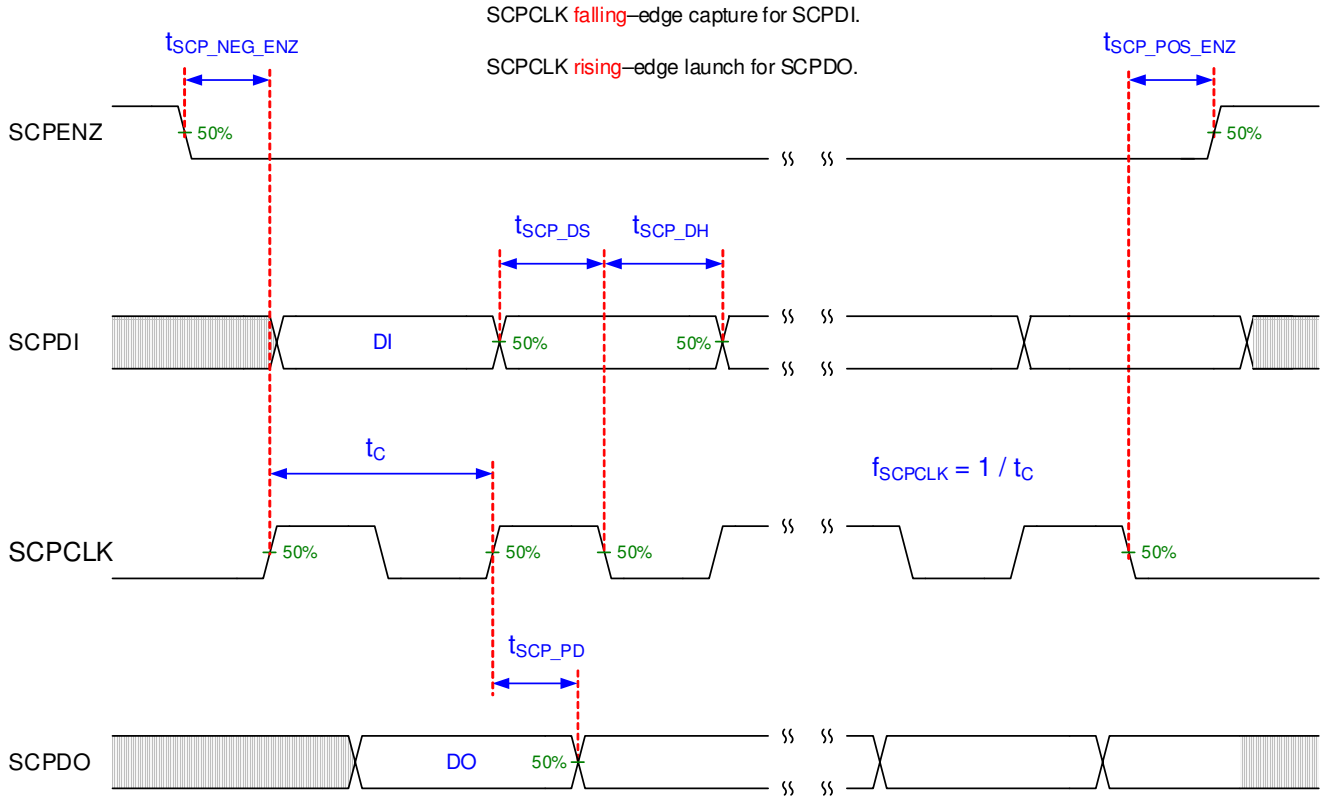 SCPCLK falling–edge capture for SCPDI.
SCPCLK rising–edge launch for SCPDO.
tSCP_NEG_ENZ
tSCP_POS_ENZ
SCPENZ
50%
50%
tSCP_DS
tSCP_DH
SCPDI
DI
50%
50%
tC
fSCPCLK = 1 / tC
SCPCLK
50%
50%
50%
50%
tSCP_PD
SCPDO
DO
50%